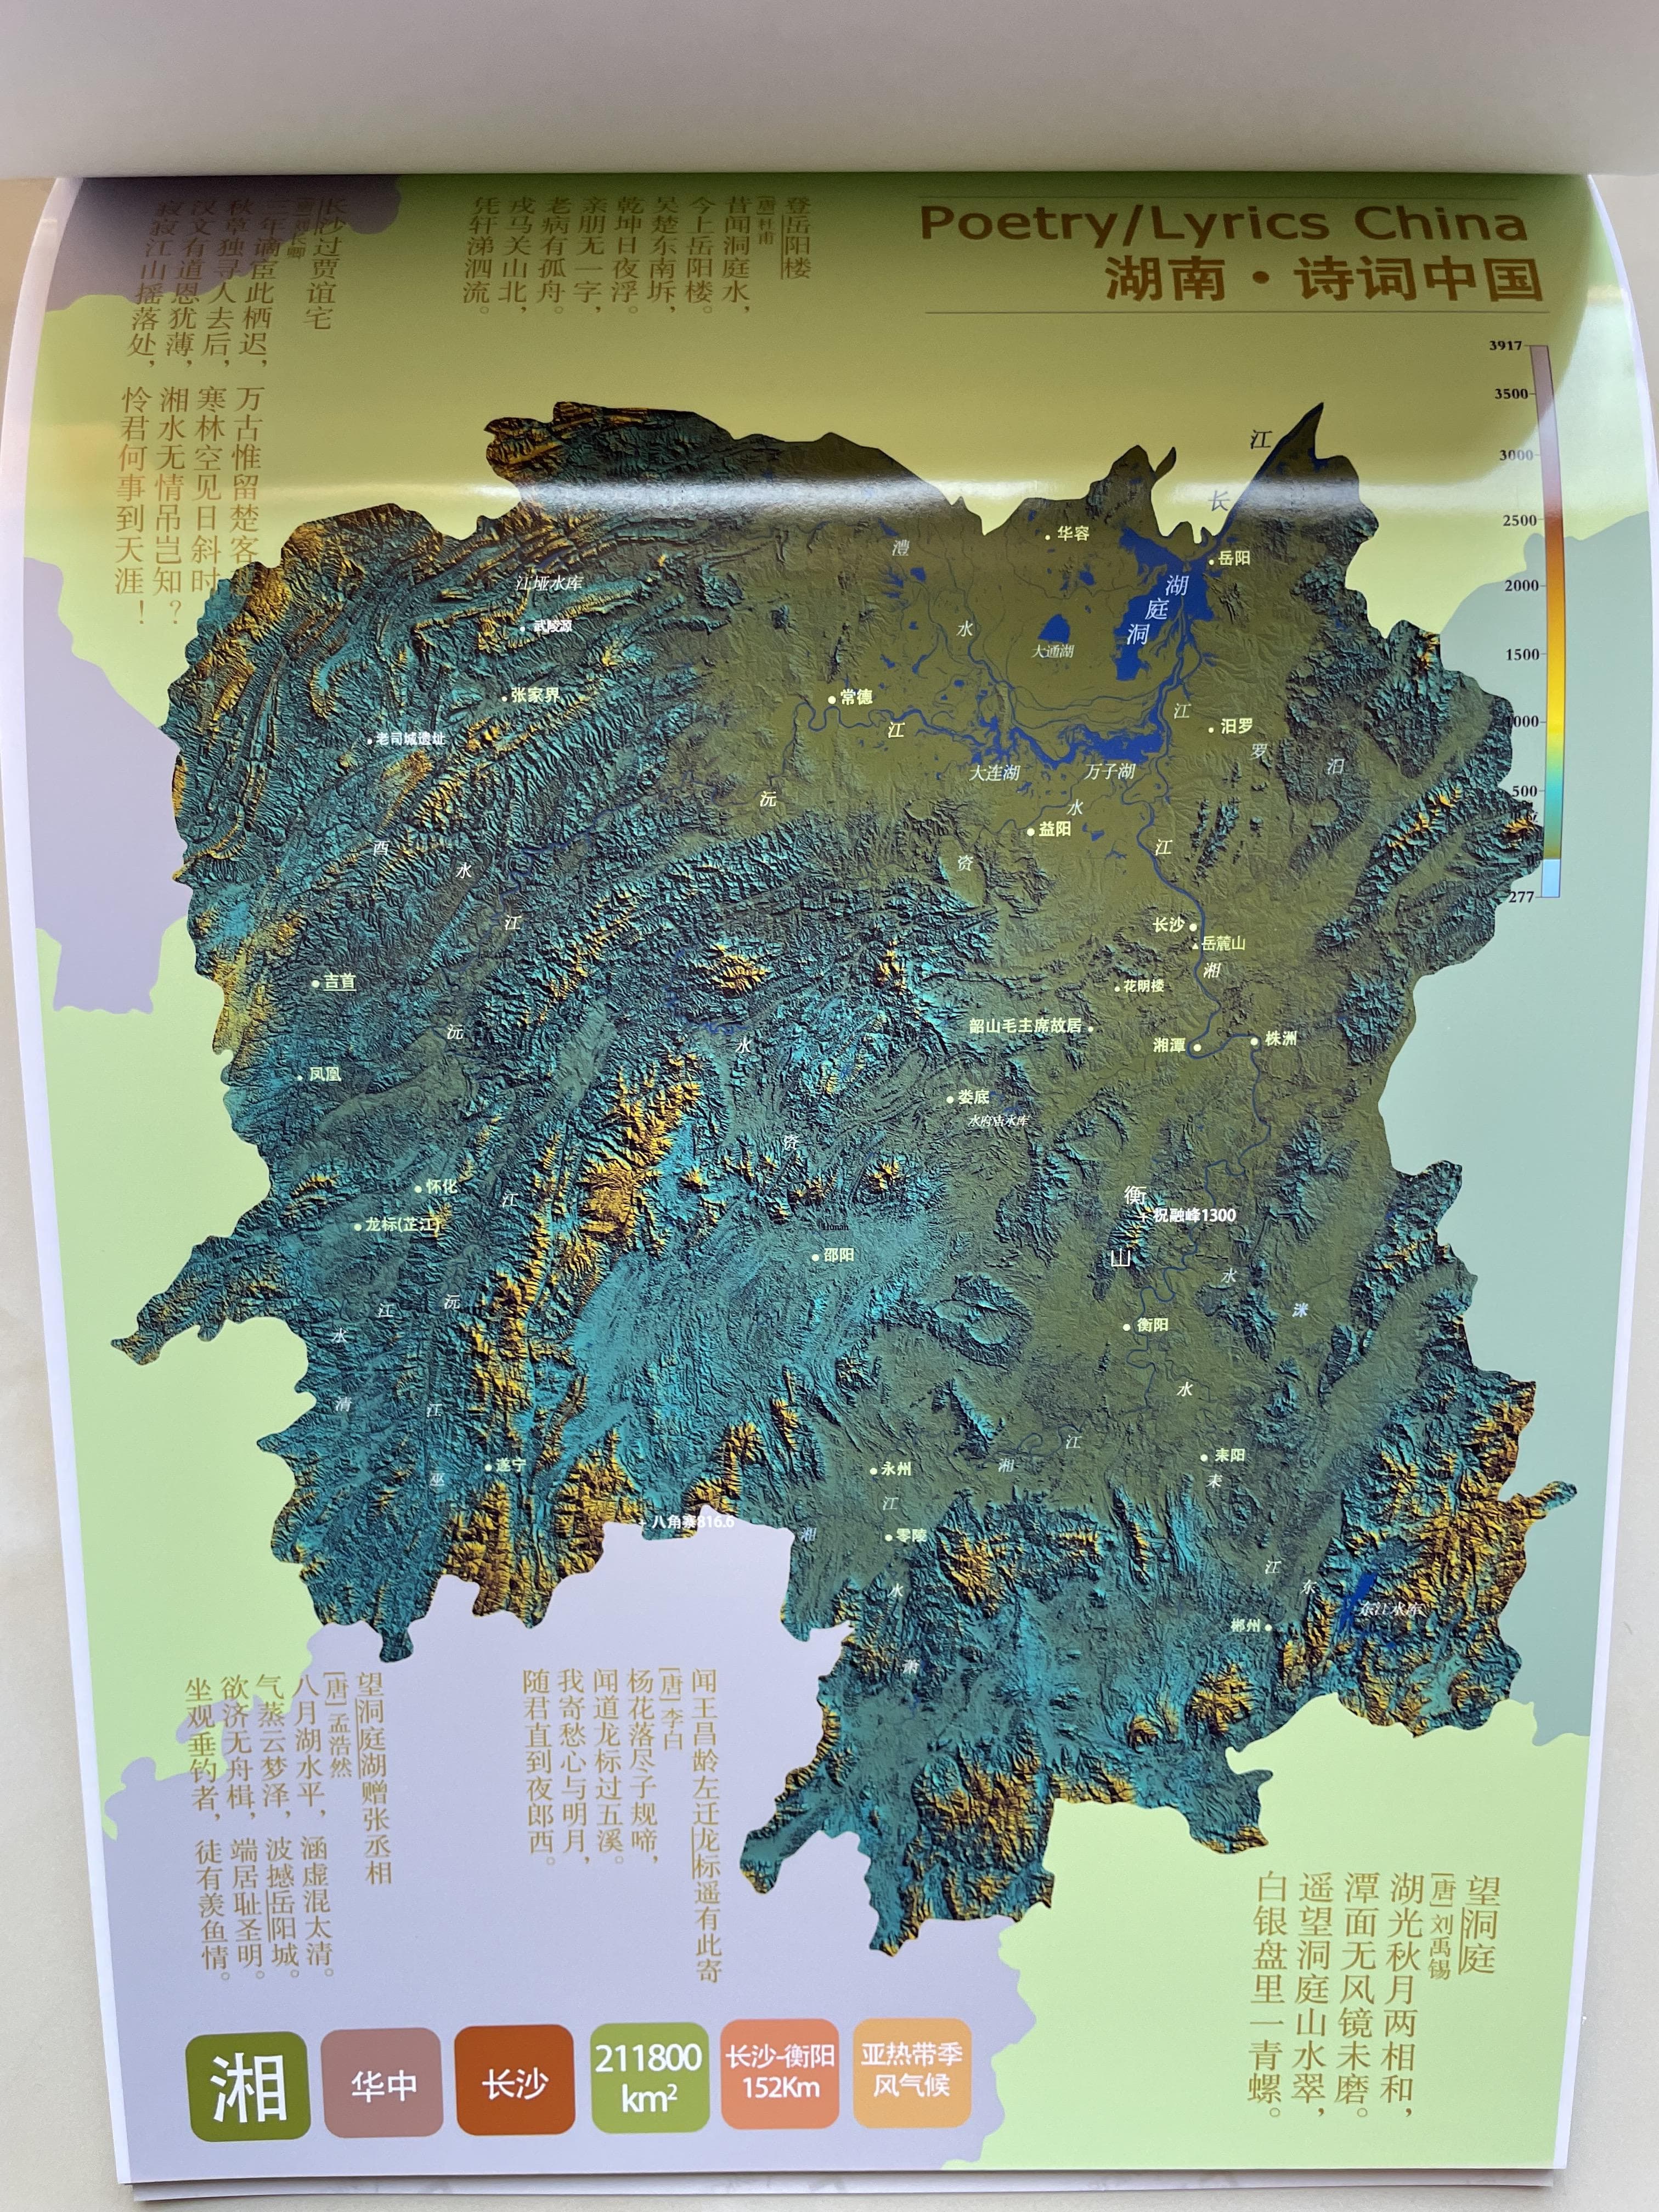 Poetry/Lyrics China
湖南·诗词中国
登岳阳楼
[唐]杜甫
昔闻洞庭水，
今上岳阳楼。
吴楚东南坼，
乾坤日夜浮。
亲朋无一字，
老病有孤舟。
戎马关山北，
凭轩涕泗流。
长沙过贾谊宅
三年谪宦此栖迟，
万古惟留楚客
秋草独寻人去后，
寒林空见日斜时
汉文有道恩犹薄，
湘水无情吊岂知？
寂寂江山摇落处，
怜君何事到天涯！
3917
3500
3000
2500
2000
1500
1000
500
277
江
长
华容
岳阳
澧
湖
庭
洞
江垭水库
武陵源
水
大通湖
张家界
常德
江
江
汨罗
老司城遗址
罗
汨
大连湖
万子湖
沅
水
益阳
酉
水
资
江
江
长沙
岳麓山
湘
吉首
花明楼
韶山毛主席故居
沅
水
湘潭
株洲
凤凰
娄底
水府庙水库
资
怀化
江
衡
祝融峰1300
龙标(芷江)
Hunan
邵阳
山
水
江
沅
洣
水
衡阳
清
江
水
江
耒阳
遂宁
永州
湘
巫
耒
江
八角寨816.6
湘
零陵
江
水
东
东江水库
郴州
潇
望洞庭湖赠张丞相
[唐]孟浩然
八月湖水平，
涵虚混太清。
气蒸云梦泽，
波撼岳阳城。
欲济无舟楫，
端居耻圣明。
坐观垂钓者，
徒有羡鱼情。
闻王昌龄左迁龙标遥有此寄
[唐]李白
杨花落尽子规啼，
闻道龙标过五溪。
我寄愁心与明月，
随君直到夜郎西。
望洞庭
[唐]刘禹锡
湖光秋月两相和，
潭面无风镜未磨。
遥望洞庭山水翠，
白银盘里一青螺。
湘
华中
长沙
211800
km²
长沙-衡阳
152Km
亚热带季
风气候